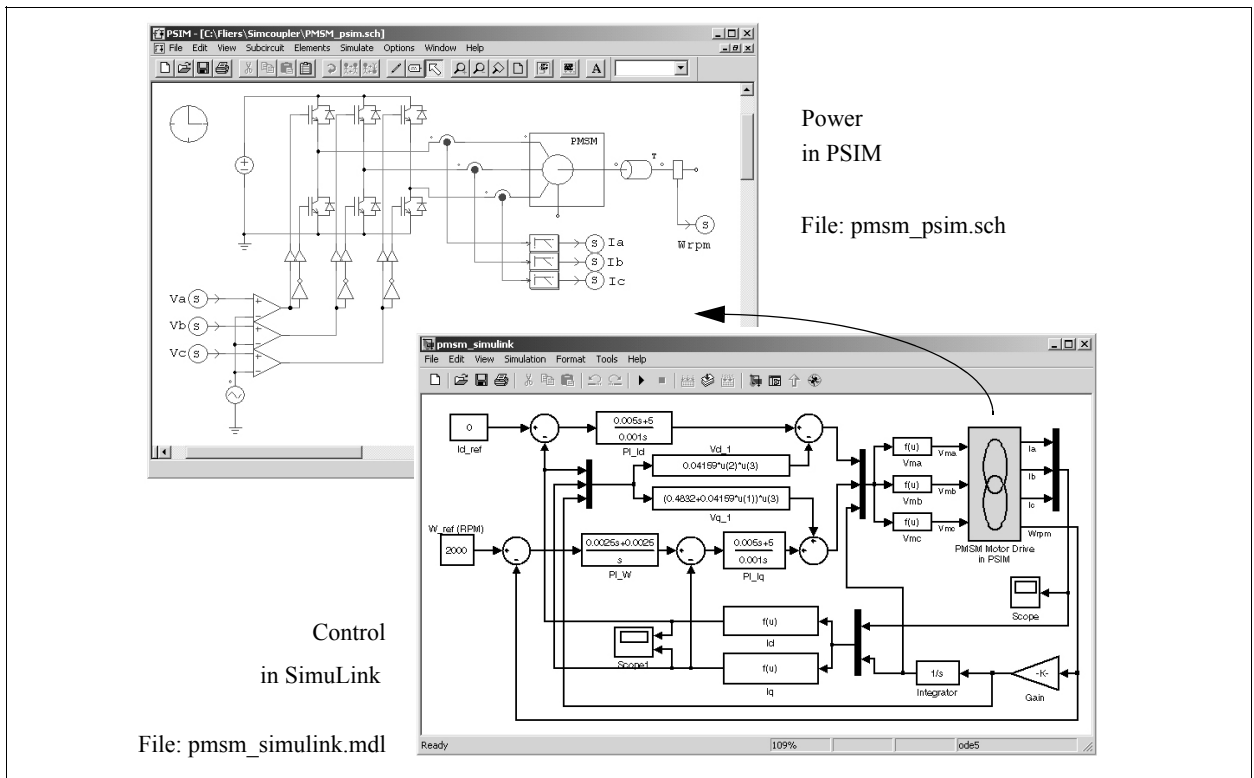 PSIM - [C:\Fliers\Simcoupler\PMSM_psim.sch]
File Edit View Subcircuit Elements Simulate Options Window Help
A
PMSM
T
Wrpm
Ia
Ib
Ic
S
S
S
S
Va S
Vb S
Vc S
Power
in PSIM
File: pmsm_psim.sch
pmsm_simulink
File Edit View Simulation Format Tools Help
0
Id_ref
0.005s+5
0.001s
PI_Id
Vd_1
0.04159*u(2)*u(3)
(0.4832+0.04159*u(1))*u(3)
Vq_1
W_ref (RPM)
2000
0.0025s+0.0025
s
PI_W
0.005s+5
0.001s
PI_Iq
f(u)
Vma
f(u)
Vmb
f(u)
Vmc
Vma
Vmb
Vmc
Ia
Ib
Ic
Wrpm
PMSM Motor Drive
in PSIM
Scope
Scope1
f(u)
Id
f(u)
Iq
1/s
Integrator
-K-
Gain
Ready 109% ode5
Control
in SimuLink
File: pmsm_simulink.mdl